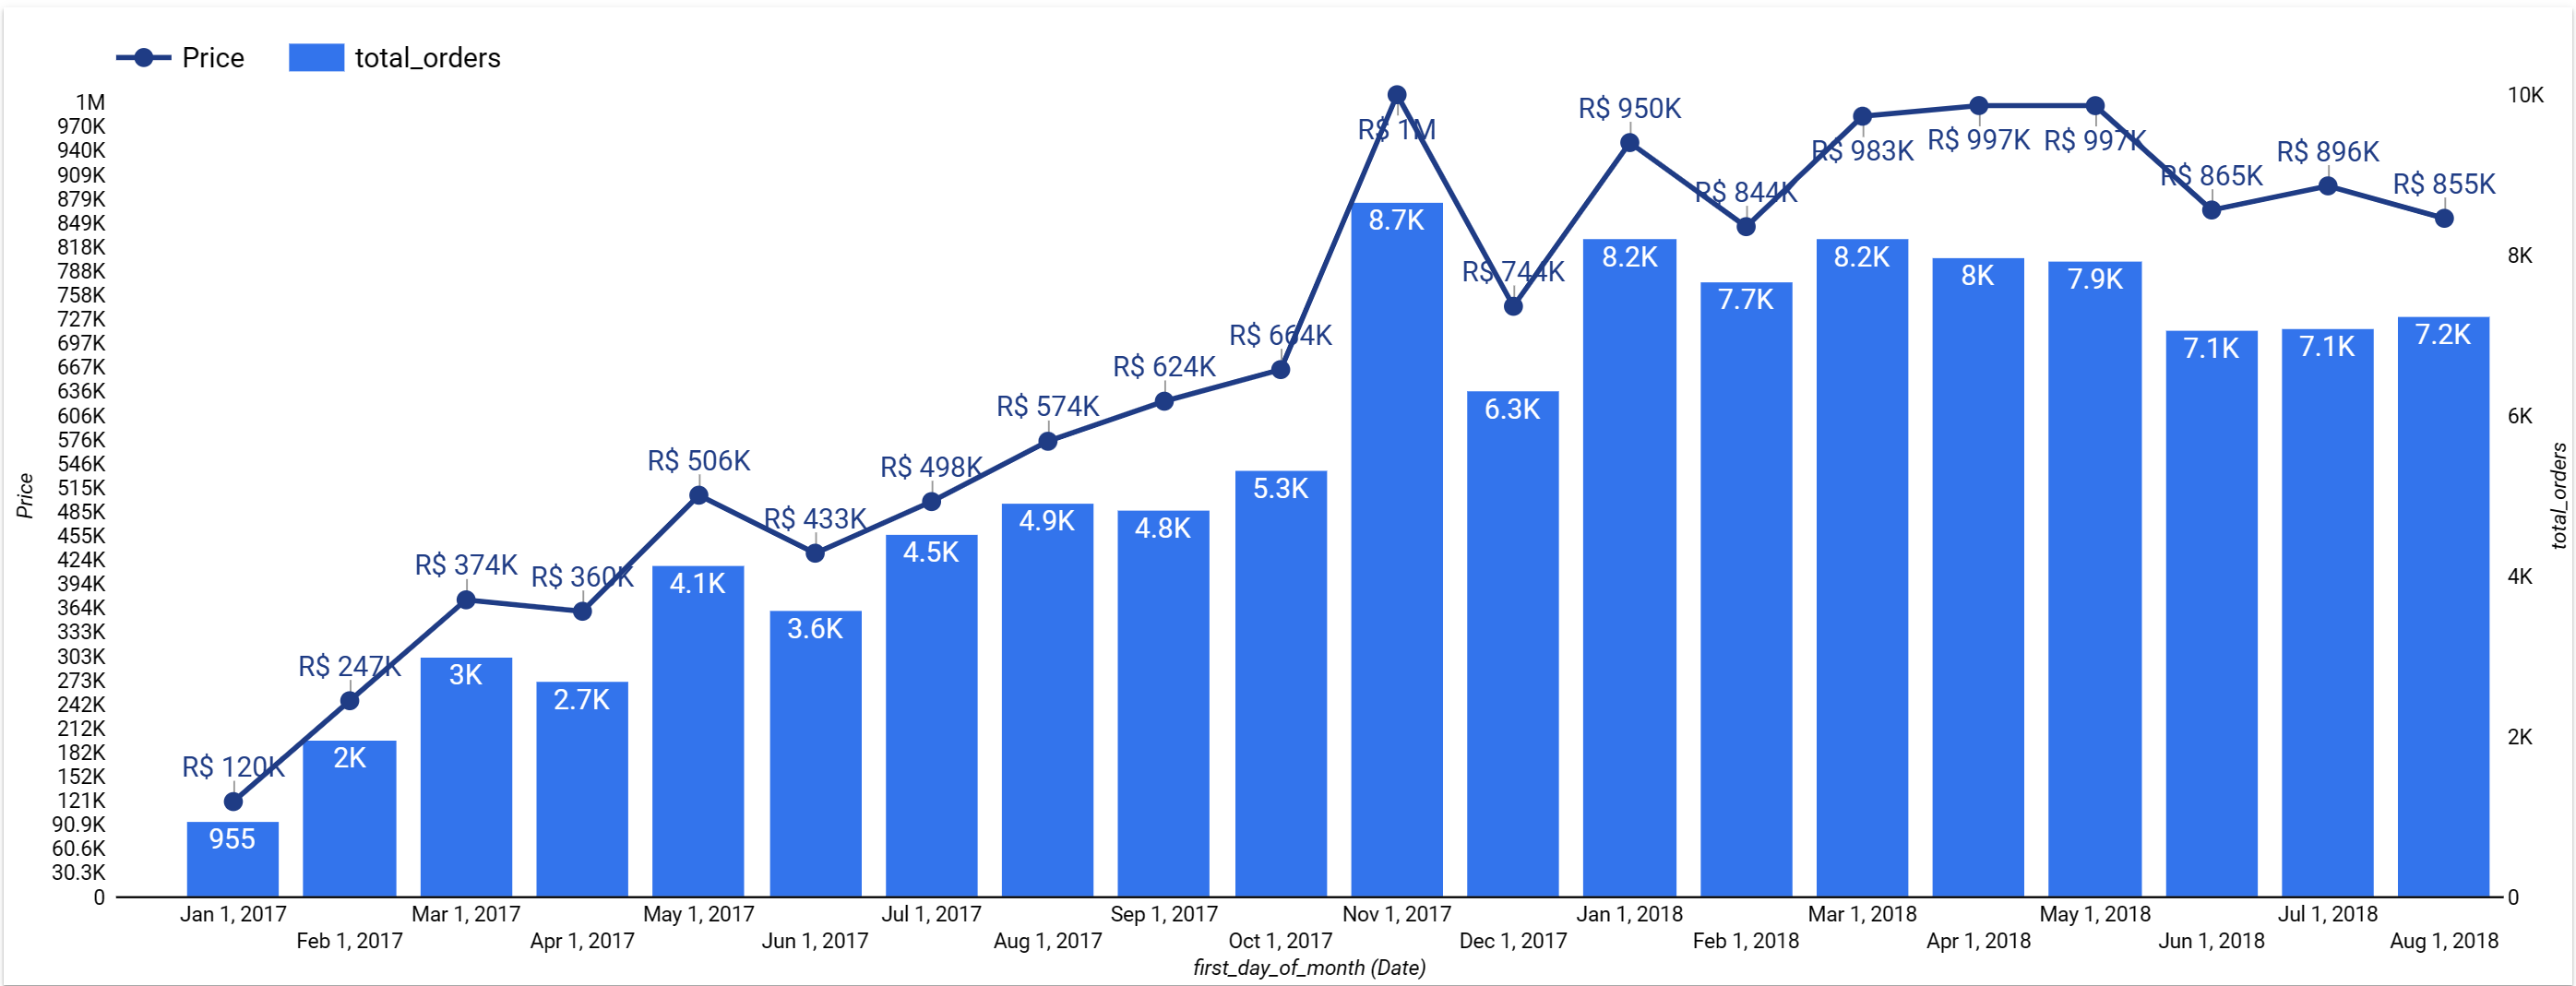 Price total_orders
1M
970K
940K
909K
879K
849K
818K
788K
758K
727K
697K
667K
636K
606K
576K
546K
515K
485K
455K
424K
394K
364K
333K
303K
273K
242K
212K
182K
152K
121K
90.9K
60.6K
30.3K
0
Price
R$ 120K
R$ 247K
R$ 374K
R$ 360K
R$ 506K
R$ 433K
R$ 498K
R$ 574K
R$ 624K
R$ 664K
R$ 1M
R$ 744K
R$ 950K
R$ 844K
R$ 983K
R$ 997K
R$ 997K
R$ 865K
R$ 896K
R$ 855K
955
2K
3K
2.7K
4.1K
3.6K
4.5K
4.9K
4.8K
5.3K
8.7K
6.3K
8.2K
7.7K
8.2K
8K
7.9K
7.1K
7.1K
7.2K
10K
8K
6K
4K
2K
0
total_orders
Jan 1, 2017 Mar 1, 2017 May 1, 2017 Jul 1, 2017 Sep 1, 2017 Nov 1, 2017 Jan 1, 2018 Mar 1, 2018 May 1, 2018 Jul 1, 2018
Feb 1, 2017 Apr 1, 2017 Jun 1, 2017 Aug 1, 2017 Oct 1, 2017 Dec 1, 2017 Feb 1, 2018 Apr 1, 2018 Jun 1, 2018 Aug 1, 2018
first_day_of_month (Date)